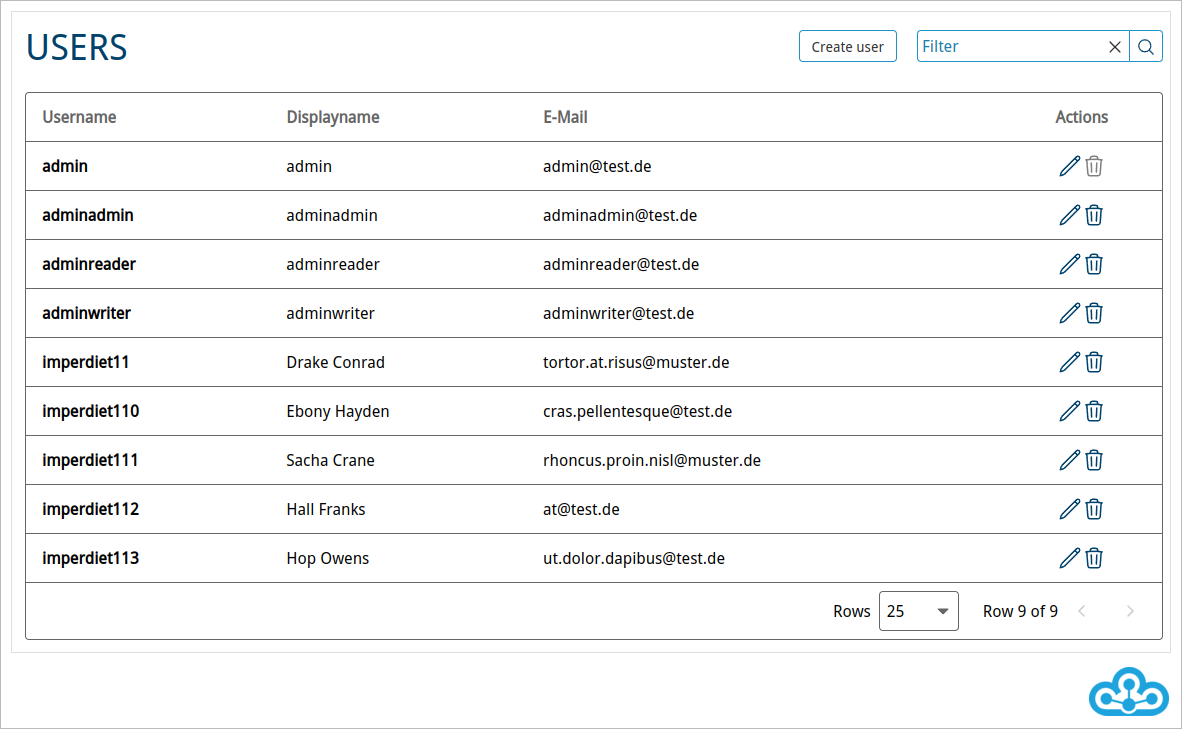 USERS Create user Filter
Username Displayname E-Mail Actions
admin admin admin@test.de
adminadmin adminadmin adminadmin@test.de
adminreader adminreader adminreader@test.de
adminwriter adminwriter adminwriter@test.de
imperdiet11 Drake Conrad tortor.at.risus@muster.de
imperdiet110 Ebony Hayden cras.pellentesque@test.de
imperdiet111 Sacha Crane rhoncus.proin.nisl@muster.de
imperdiet112 Hall Franks at@test.de
imperdiet113 Hop Owens ut.dolor.dapibus@test.de
Rows 25 Row 9 of 9